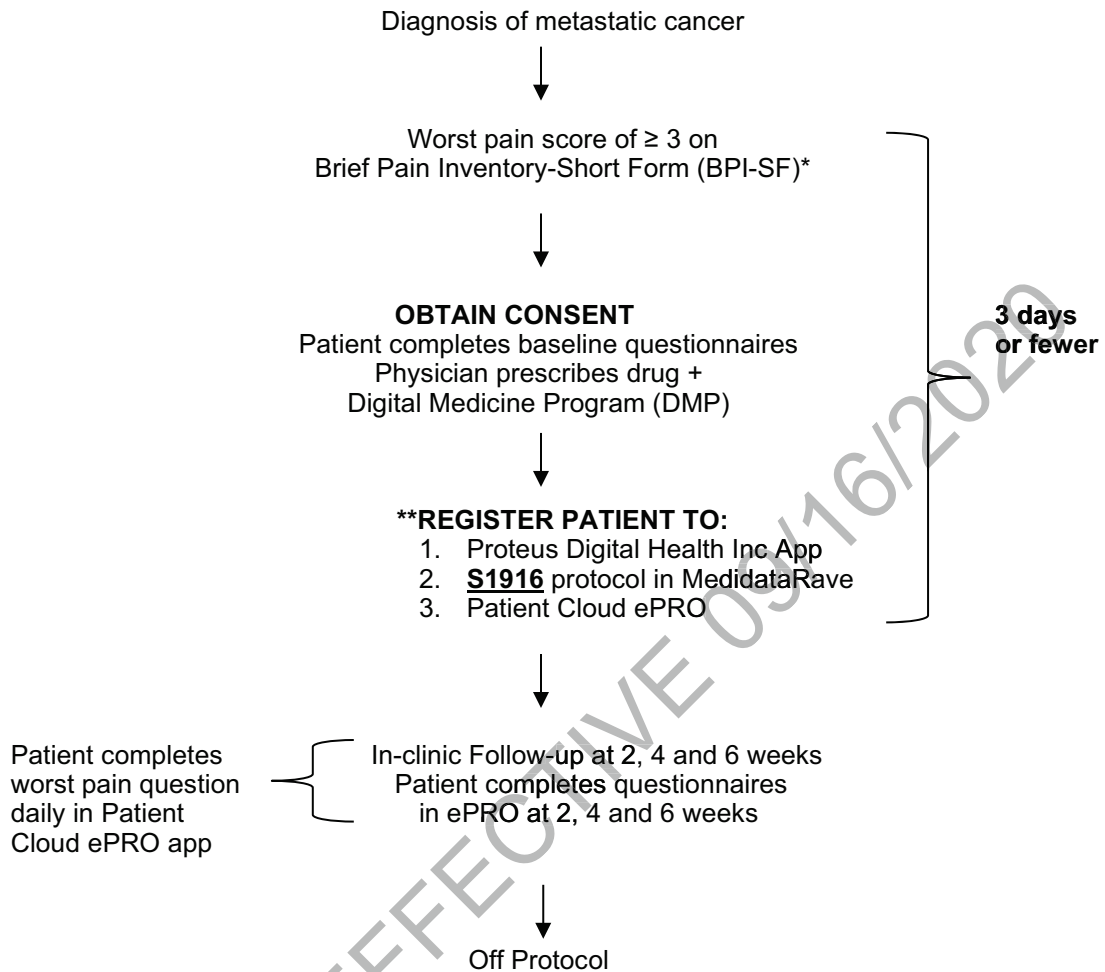 Diagnosis of metastatic cancer
Worst pain score of ≥ 3 on
Brief Pain Inventory-Short Form (BPI-SF)*
OBTAIN CONSENT
Patient completes baseline questionnaires
Physician prescribes drug +
Digital Medicine Program (DMP)
3 days
or fewer
**REGISTER PATIENT TO:
1. Proteus Digital Health Inc App
2. S1916 protocol in MedidataRave
3. Patient Cloud ePRO
Patient completes
worst pain question
daily in Patient
Cloud ePRO app
In-clinic Follow-up at 2, 4 and 6 weeks
Patient completes questionnaires
in ePRO at 2, 4 and 6 weeks
Off Protocol
EFFECTIVE 09/16/2020